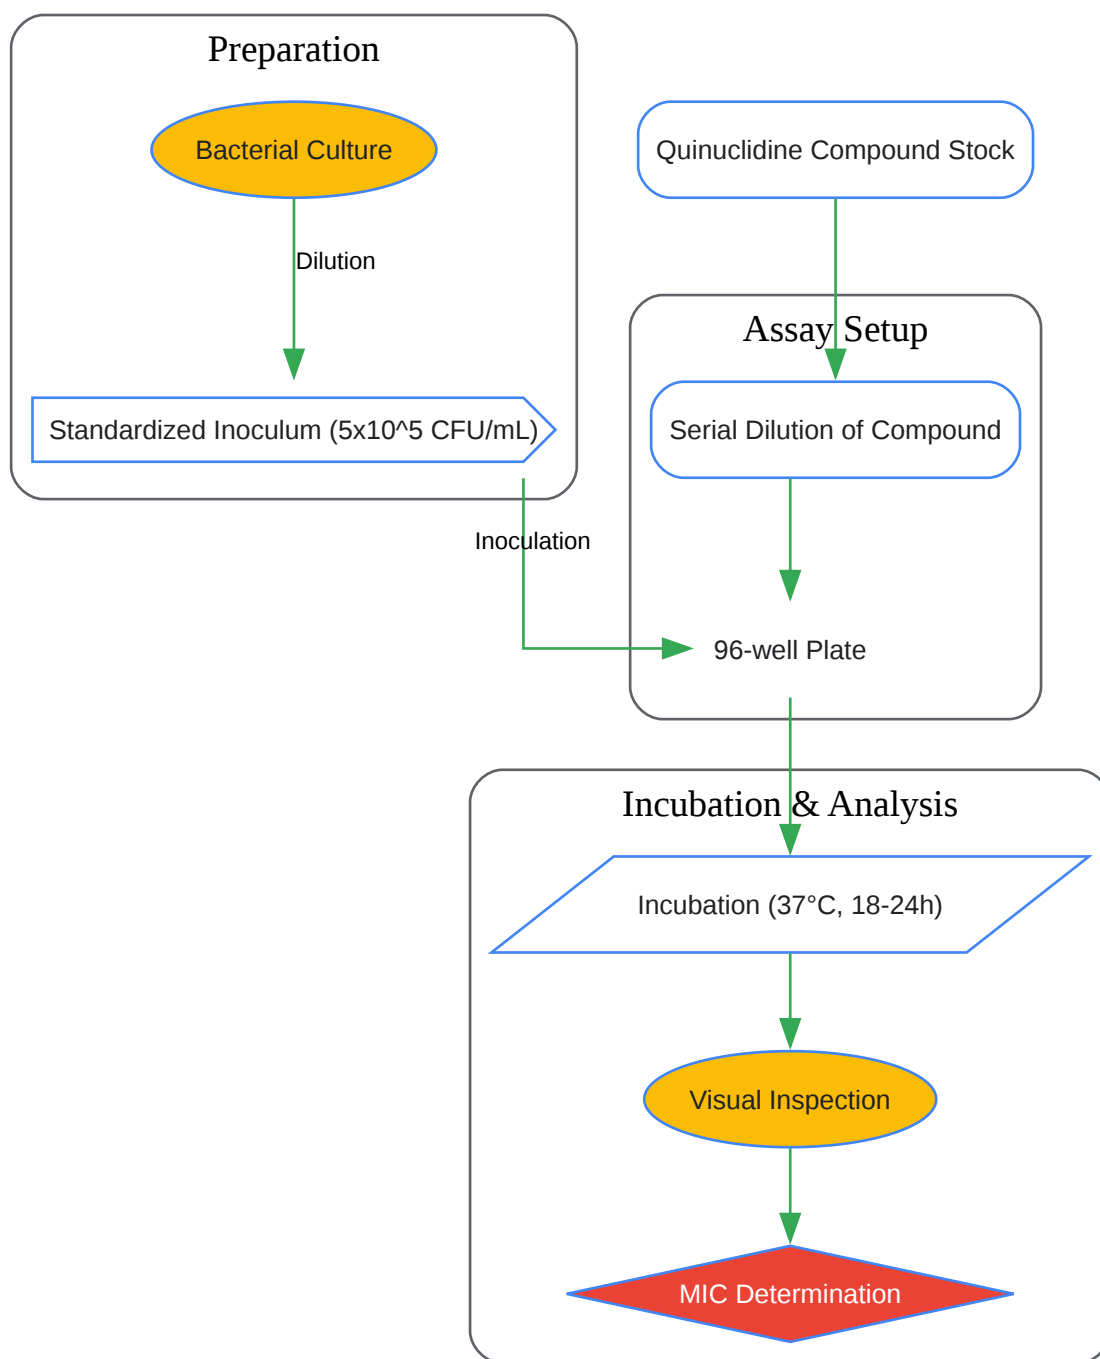 Preparation
Bacterial Culture
Quinuclidine Compound Stock
Dilution
Assay Setup
Standardized Inoculum (5x10^5 CFU/mL)
Serial Dilution of Compound
Inoculation
96-well Plate
Incubation & Analysis
Incubation (37°C, 18-24h)
Visual Inspection
MIC Determination